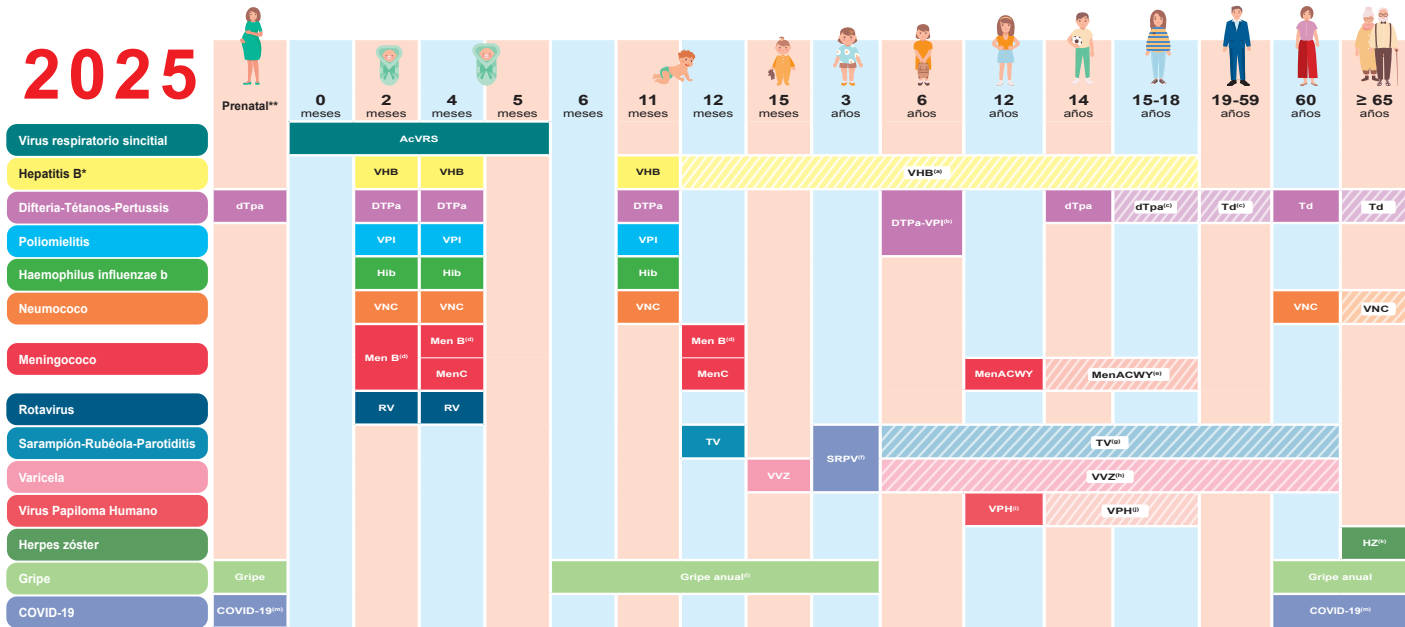 2025
Prenatal**
0 meses
2 meses
4 meses
5 meses
6 meses
11 meses
12 meses
15 meses
3 años
6 años
12 años
14 años
15-18 años
19-59 años
60 años
≥ 65 años
Virus respiratorio sincitial
AcVRS
Hepatitis B*
VHB VHB VHB VHB(a)
Difteria-Tétanos-Pertussis
dTpa DTPa DTPa DTPa DTPa-VPI(b) dTpa dTpa(c) Td(c) Td Td
Poliomielitis
VPI VPI VPI
Haemophilus influenzae b
Hib Hib Hib
Neumococo
VNC VNC VNC VNC VNC
Meningococo
Men B(d) Men B(d) Men B(d)
MenC MenC MenACWY MenACWY(e)
Rotavirus
RV RV
Sarampión-Rubéola-Parotiditis
TV SRPV(f) TV(g)
Varicela
VVZ VVZ(h)
Virus Papiloma Humano
VPH(i) VPH(j)
Herpes zóster
HZ(k)
Gripe
Gripe Gripe anual(l) Gripe anual
COVID-19
COVID-19(m) COVID-19(m)